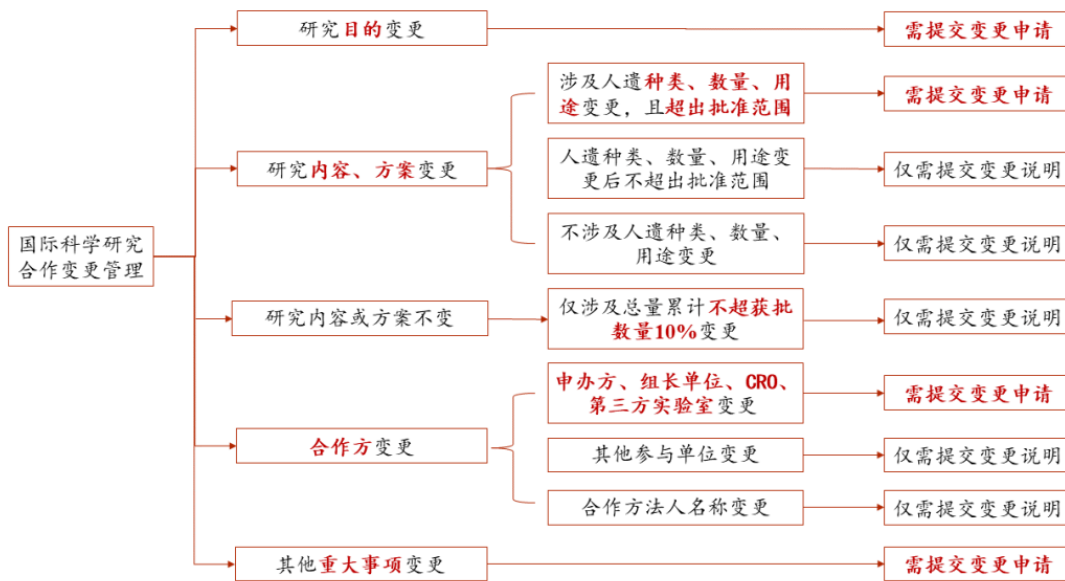 国际科学研究
合作变更管理
研究目的变更
需提交变更申请
研究内容、方案变更
涉及人遗种类、数量、用
途变更，且超出批准范围
需提交变更申请
人遗种类、数量、用途变
更后不超出批准范围
仅需提交变更说明
不涉及人遗种类、数量、
用途变更
仅需提交变更说明
研究内容或方案不变
仅涉及总量累计不超获批
数量10%变更
仅需提交变更说明
合作方变更
申办方、组长单位、CRO、
第三方实验室变更
需提交变更申请
其他参与单位变更
仅需提交变更说明
合作方法人名称变更
仅需提交变更说明
其他重大事项变更
需提交变更申请